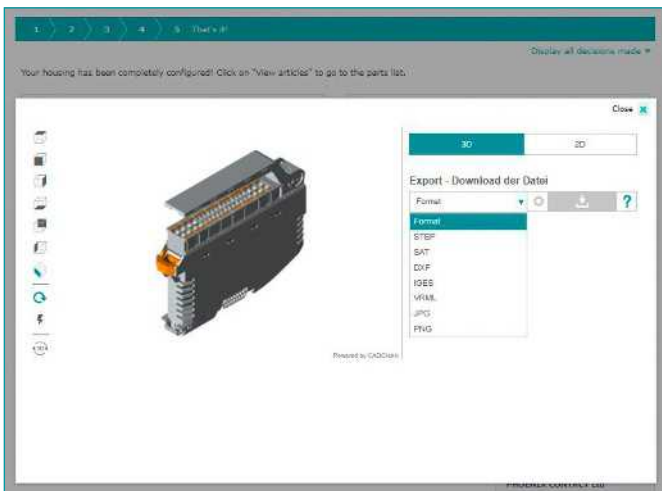 1 2 3 4 5 That's it!
Display all decisions made
Your housing has been completely configured! Click on "View articles" to go to the parts list.
Close
3D 2D
Export - Download der Datei
Format ?
Format
STEP
SAT
DXF
IGES
VRML
JPG
PNG
Powered by CADClick®
PHOENIX CONTACT Ltd